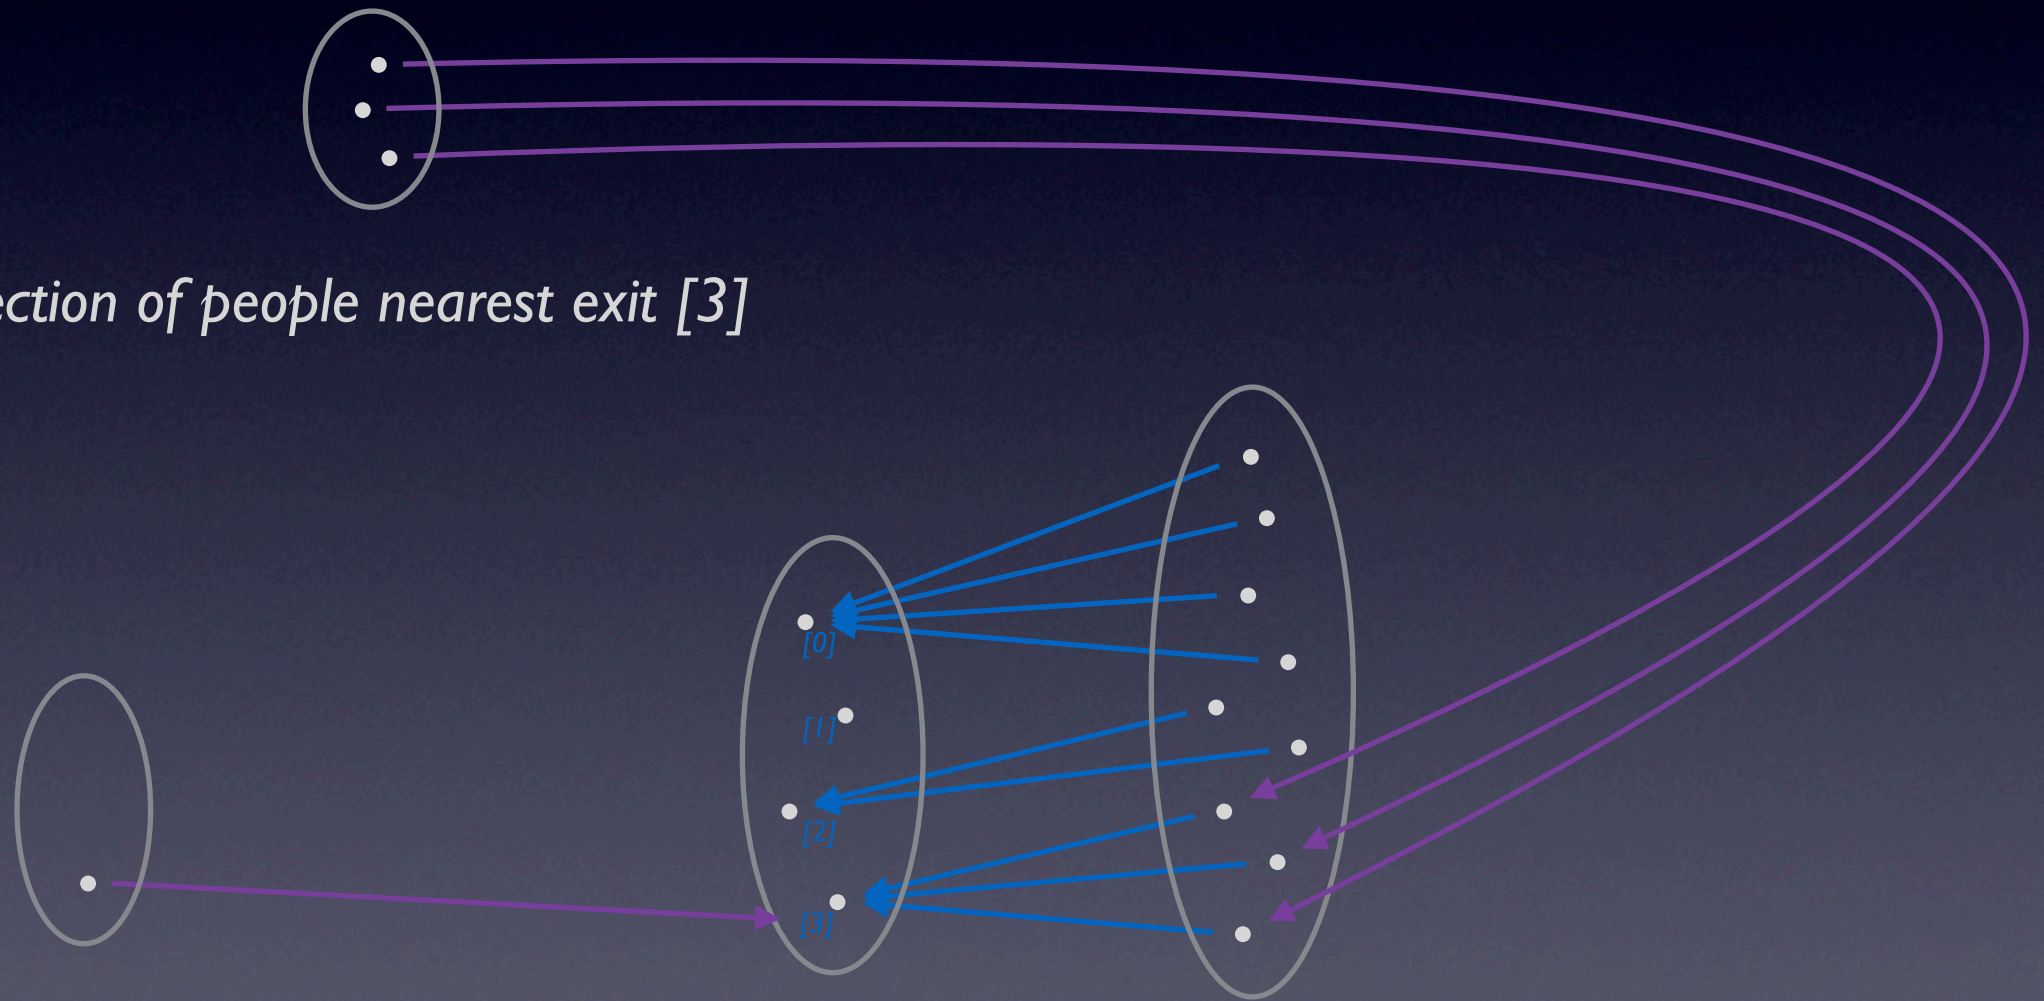 ection of people nearest exit [3]
[0]
[1]
[2]
[3]